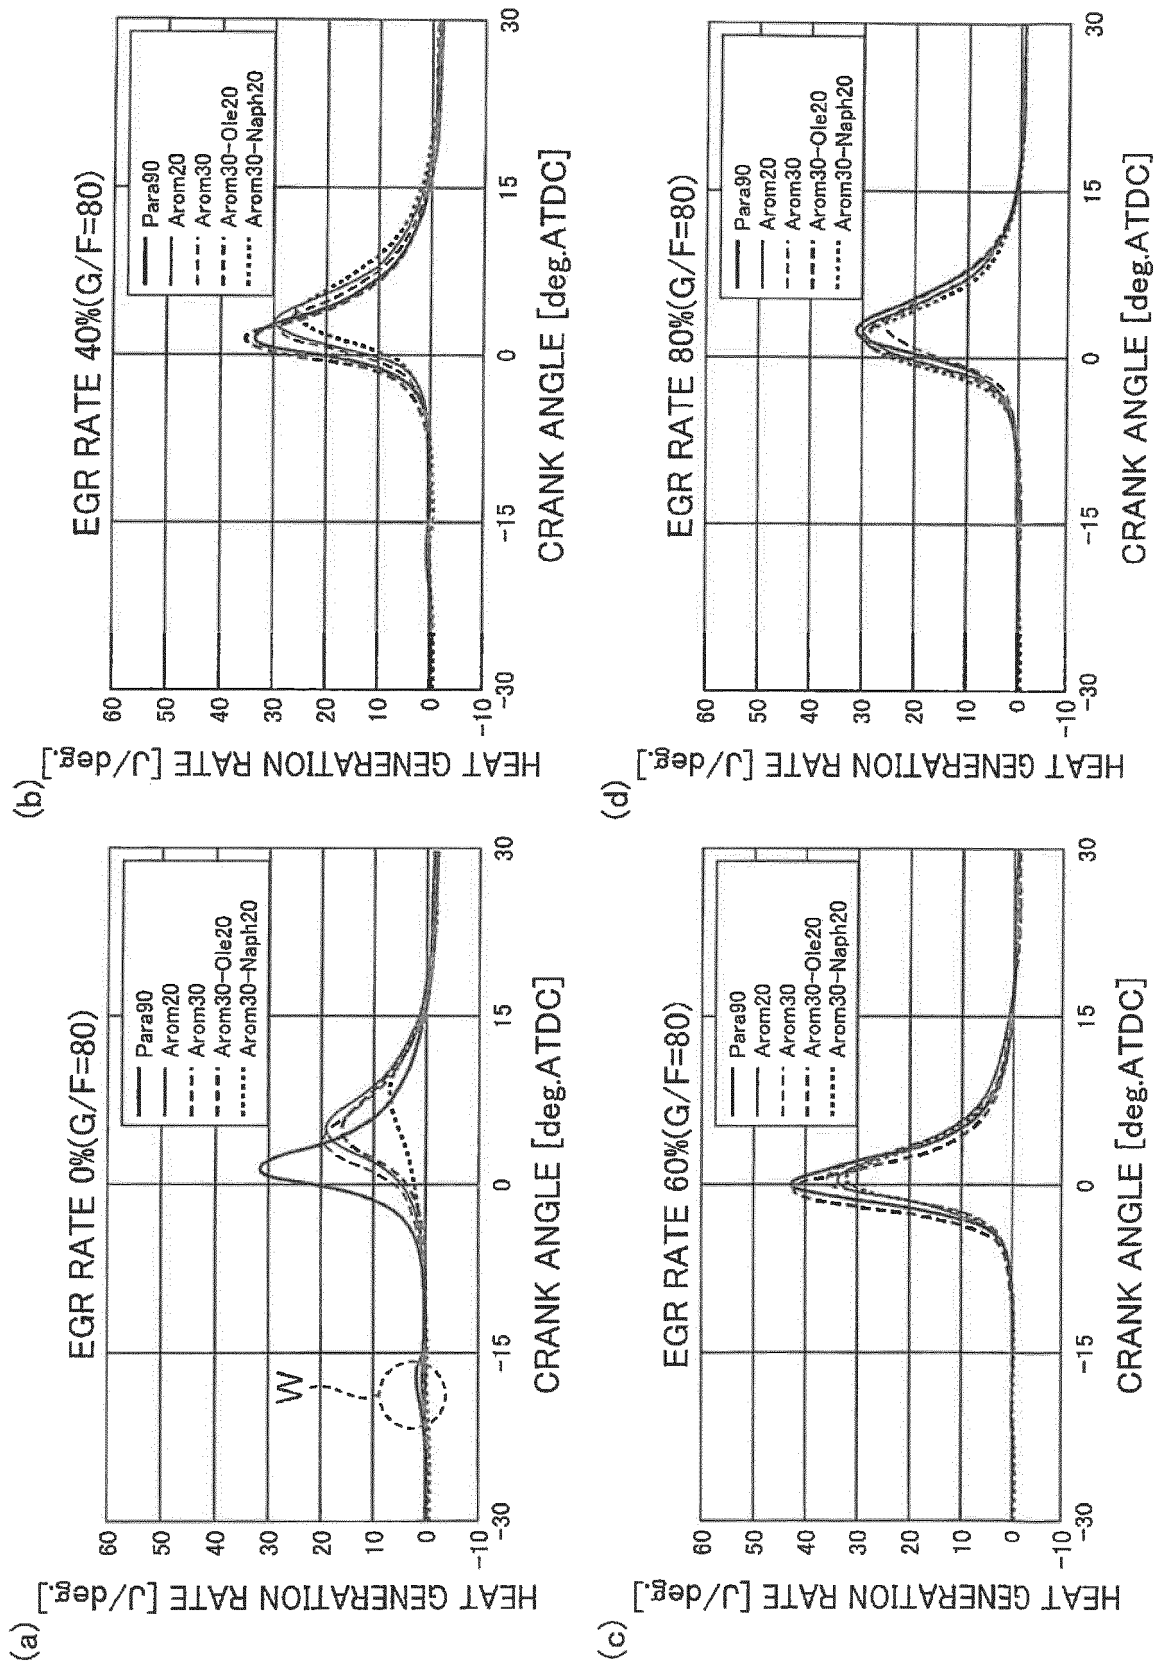 (a)
EGR RATE 0%(G/F=80)
HEAT GENERATION RATE [J/deg.]
60
50
40
30
20
10
0
-10
Para90
Arom20
Arom30
Arom30-Ole20
Arom30-Naph20
W
-30
-15
0
15
30
CRANK ANGLE [deg.ATDC]
(b)
EGR RATE 40%(G/F=80)
HEAT GENERATION RATE [J/deg.]
60
50
40
30
20
10
0
-10
Para90
Arom20
Arom30
Arom30-Ole20
Arom30-Naph20
-30
-15
0
15
30
CRANK ANGLE [deg.ATDC]
(c)
EGR RATE 60%(G/F=80)
HEAT GENERATION RATE [J/deg.]
60
50
40
30
20
10
0
-10
Para90
Arom20
Arom30
Arom30-Ole20
Arom30-Naph20
-30
-15
0
15
30
CRANK ANGLE [deg.ATDC]
(d)
EGR RATE 80%(G/F=80)
HEAT GENERATION RATE [J/deg.]
60
50
40
30
20
10
0
-10
Para90
Arom20
Arom30
Arom30-Ole20
Arom30-Naph20
-30
-15
0
15
30
CRANK ANGLE [deg.ATDC]